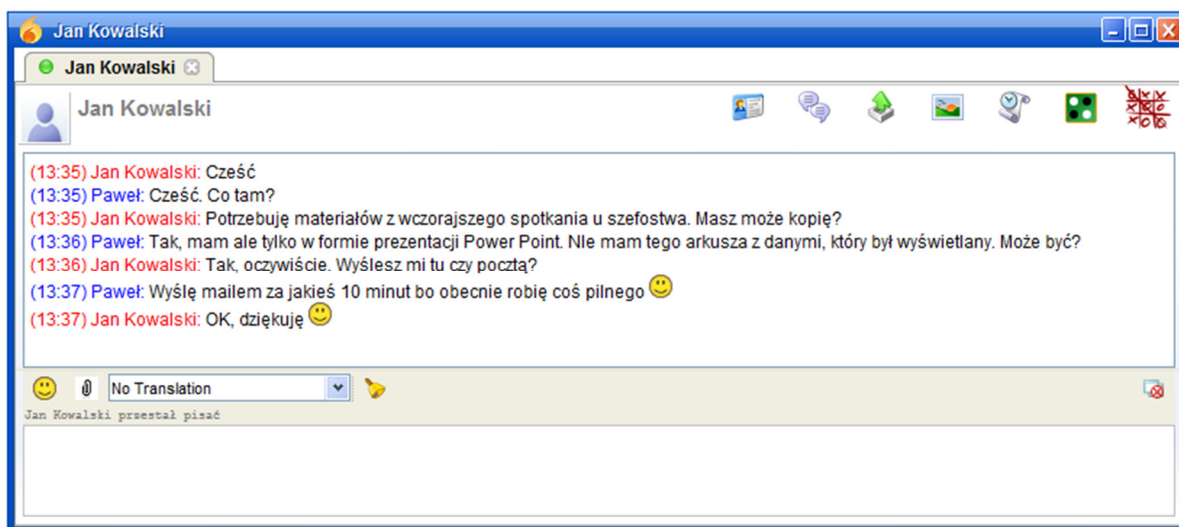 Jan Kowalski
Jan Kowalski
Jan Kowalski
(13:35) Jan Kowalski: Cześć
(13:35) Paweł: Cześć. Co tam?
(13:35) Jan Kowalski: Potrzebuję materiałów z wczorajszego spotkania u szefostwa. Masz może kopię?
(13:36) Paweł: Tak, mam ale tylko w formie prezentacji Power Point. NIe mam tego arkusza z danymi, który był wyświetlany. Może być?
(13:36) Jan Kowalski: Tak, oczywiście. Wyślesz mi tu czy pocztą?
(13:37) Paweł: Wyślę mailem za jakieś 10 minut bo obecnie robię coś pilnego
(13:37) Jan Kowalski: OK, dziękuję
No Translation
Jan Kowalski przestał pisać